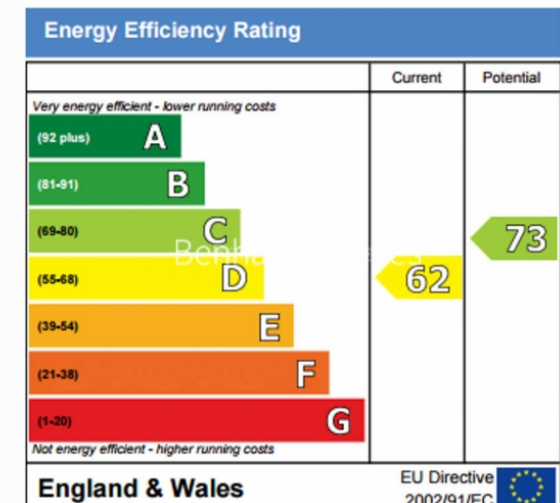 Energy Efficiency Rating
Current Potential
Very energy efficient - lower running costs
(92 plus) A
(81-91) B
(69-80) C
73
(55-68) D
62
(39-54) E
(21-38) F
(1-20) G
Not energy efficient - higher running costs
England & Wales
EU Directive
2002/91/EC